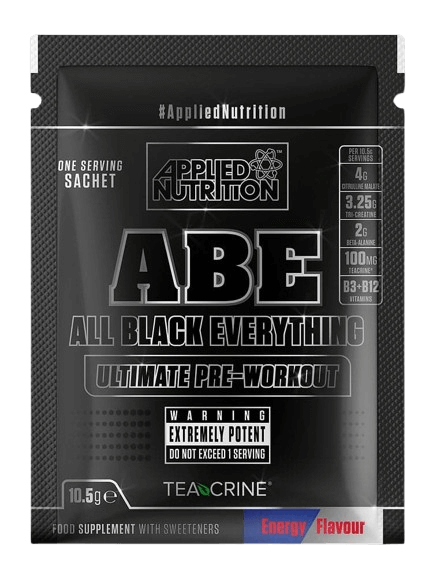 #AppliedNutrition
ONE SERVING
SACHET
APPLIED
NUTRITION™
PER 10.5g
SERVINGS
4G
CITRULLINE MALATE
3.25G
TRI-CREATINE
2G
BETA-ALANINE
100MG
TEACRINE®
B3+B12
VITAMINS
ABE
ALL BLACK EVERYTHING
ULTIMATE PRE-WORKOUT
WARNING
EXTREMELY POTENT
DO NOT EXCEED 1 SERVING
10.5g℮
TEACRINE®
FOOD SUPPLEMENT WITH SWEETENERS
Energy Flavour